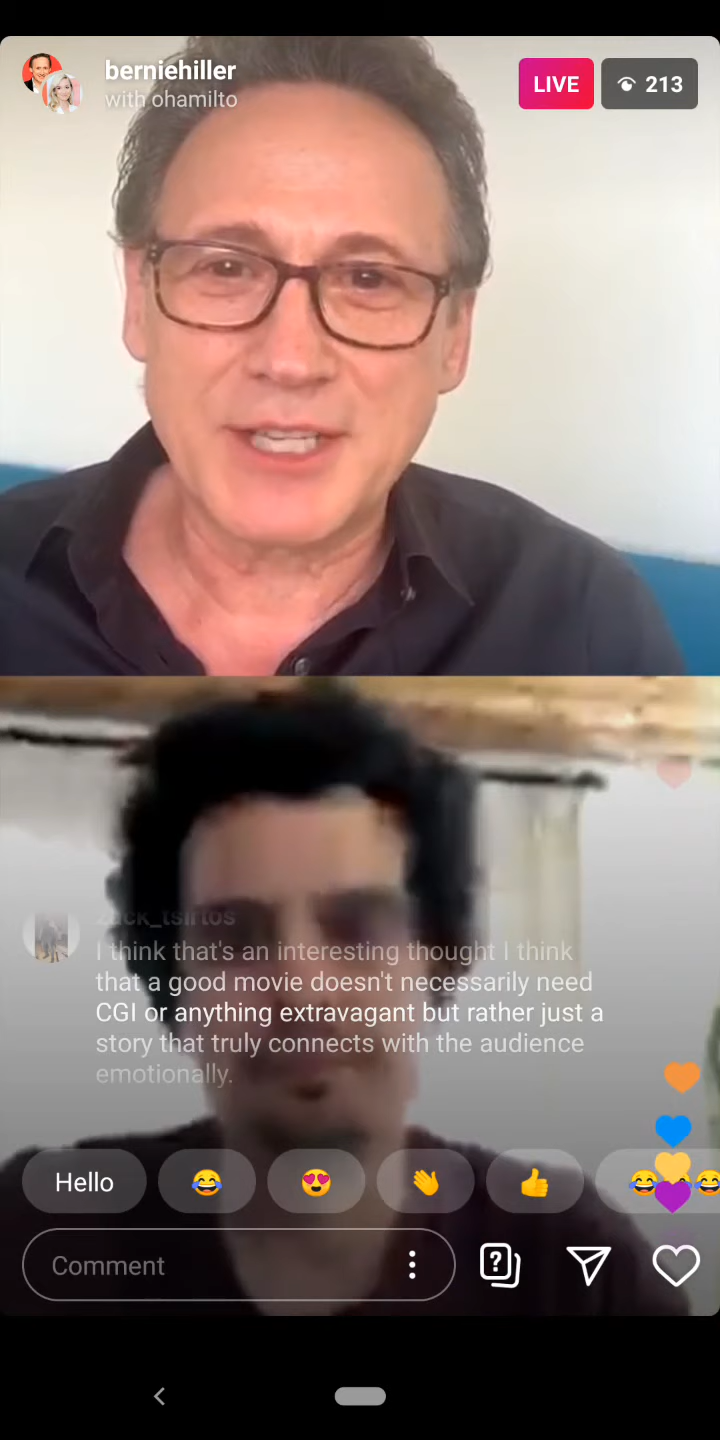 berniehiller
with ohamilto
LIVE
213
zack_tsirtos
I think that's an interesting thought I think
that a good movie doesn't necessarily need
CGI or anything extravagant but rather just a
story that truly connects with the audience
emotionally.
Hello
Comment